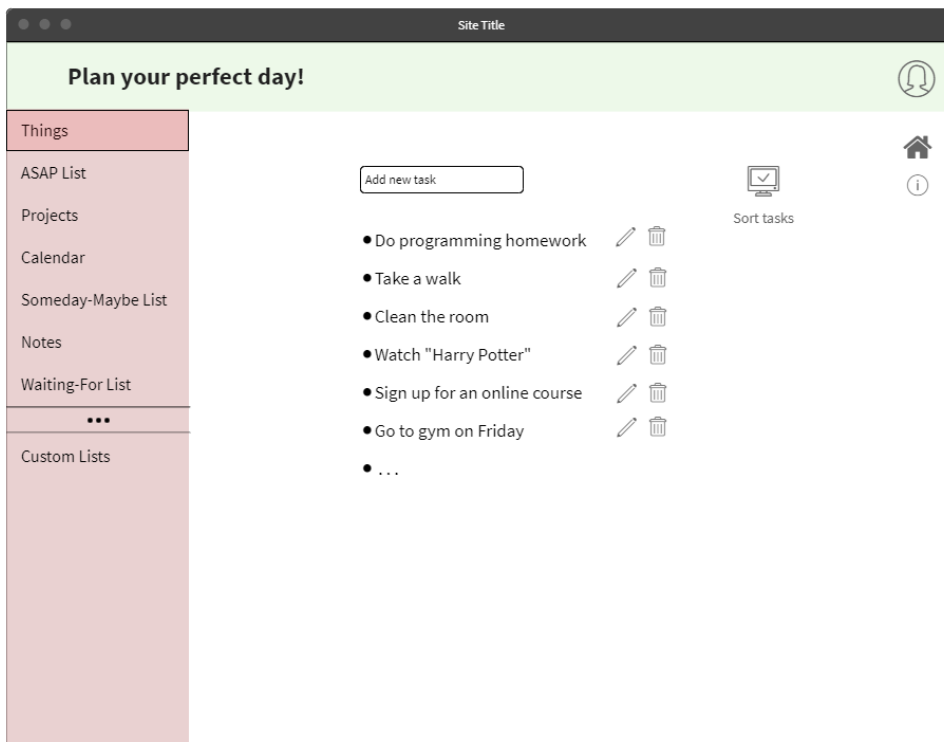 Site Title
Plan your perfect day!
Things
ASAP List
Projects
Calendar
Someday-Maybe List
Notes
Waiting-For List
•••
Custom Lists
Add new task
• Do programming homework
• Take a walk
• Clean the room
• Watch "Harry Potter"
• Sign up for an online course
• Go to gym on Friday
• . . .
Sort tasks
i